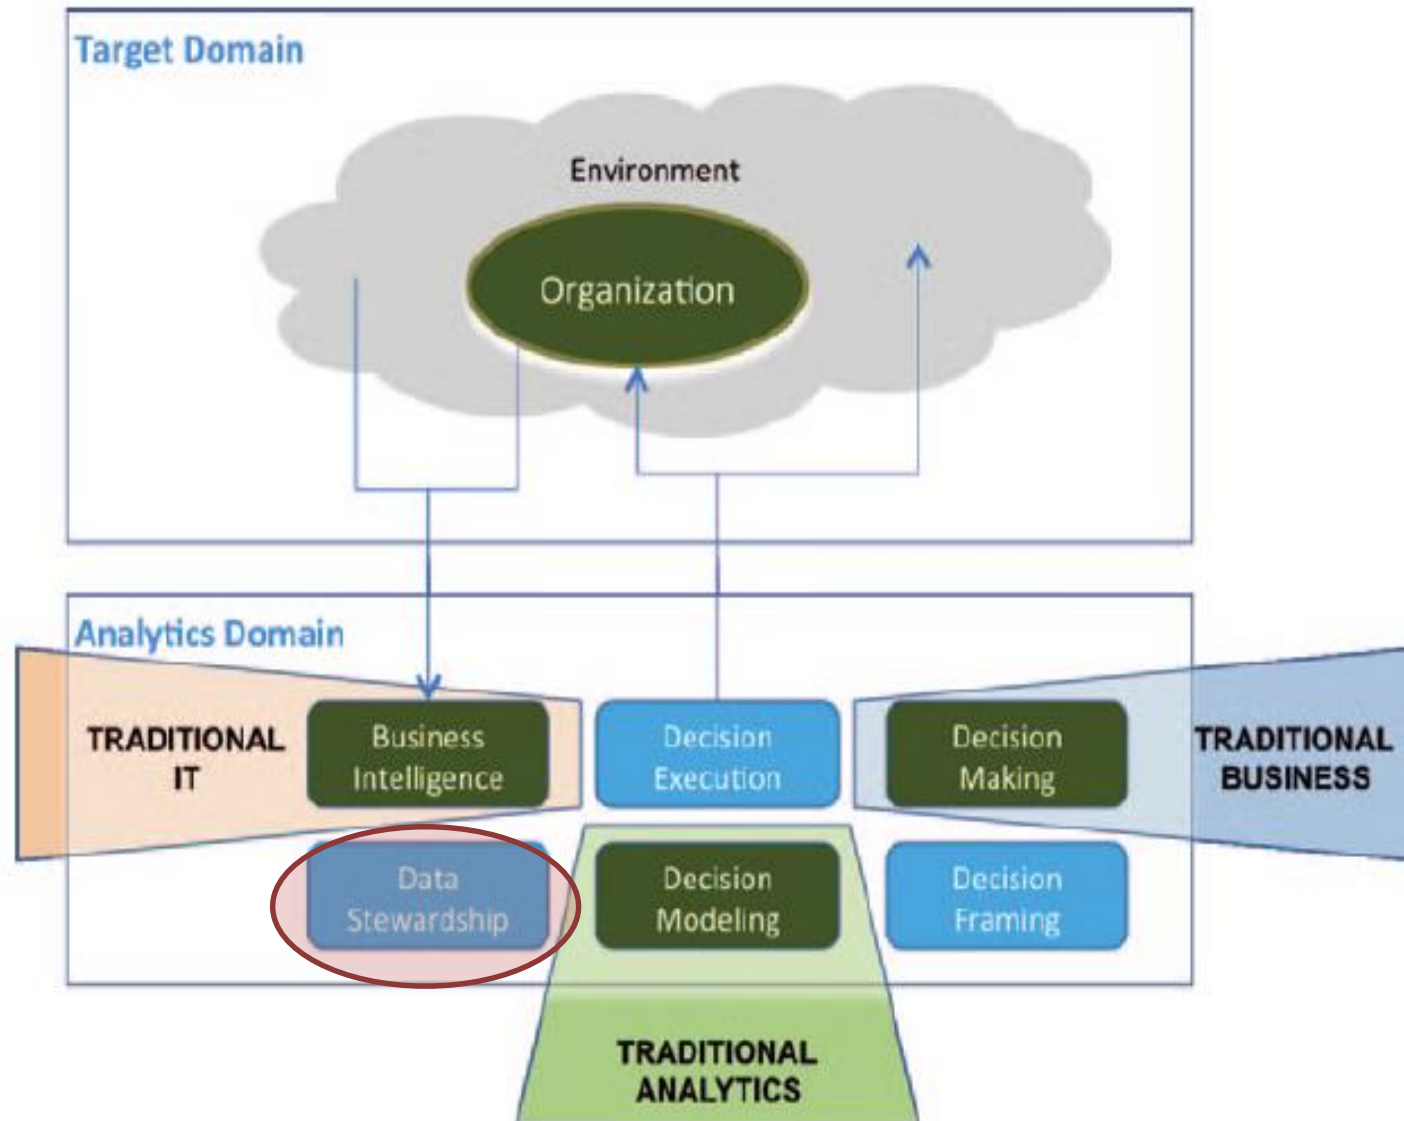 Target Domain
Environment
Organization
Analytics Domain
TRADITIONAL
IT
Business
Intelligence
Decision
Execution
Decision
Making
TRADITIONAL
BUSINESS
Data
Stewardship
Decision
Modeling
Decision
Framing
TRADITIONAL
ANALYTICS